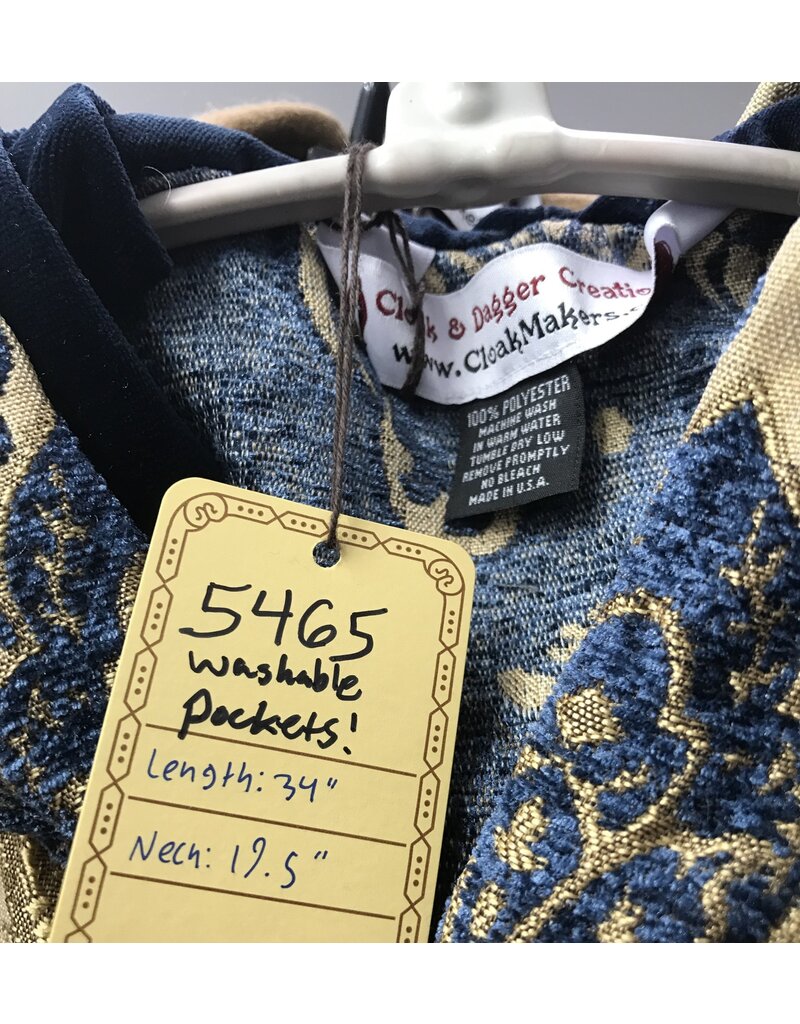 Cloak & Dagger Creatio
www.CloakMakers.
100% POLYESTER
MACHINE WASH
IN WARM WATER
TUMBLE DRY LOW
REMOVE PROMPTLY
NO BLEACH
MADE IN U.S.A.
5465
washable
pockets!
Length: 34"
Neck: 19.5"